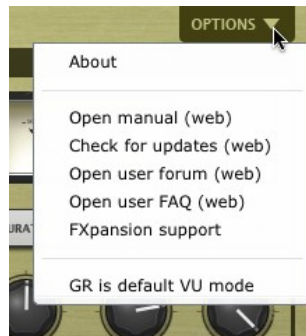 OPTIONS
About
Open manual (web)
Check for updates (web)
Open user forum (web)
Open user FAQ (web)
FXpansion support
URA
GR is default VU mode